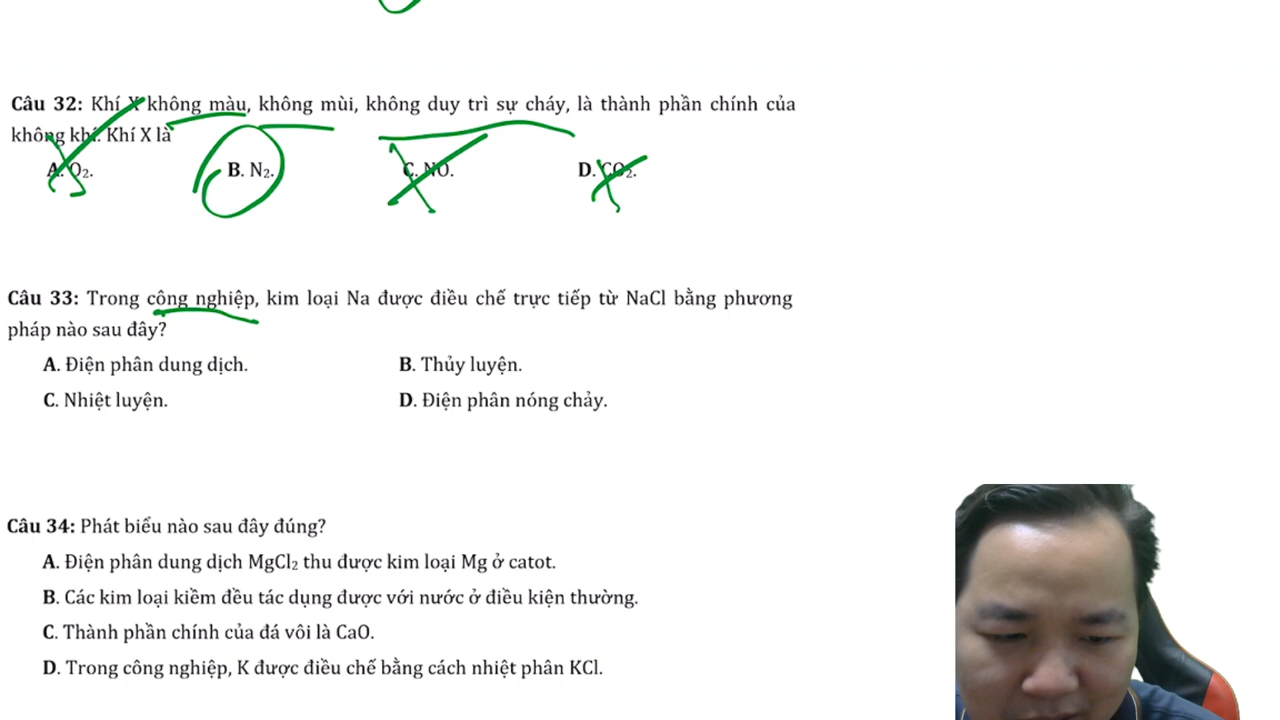 Câu 32: Khí X không màu, không mùi, không duy trì sự cháy, là thành phần chính của
không khí. Khí X là
A. O₂. B. N₂. C. NO. D. CO₂.
Câu 33: Trong công nghiệp, kim loại Na được điều chế trực tiếp từ NaCl bằng phương
pháp nào sau đây?
A. Điện phân dung dịch. B. Thủy luyện.
C. Nhiệt luyện. D. Điện phân nóng chảy.
Câu 34: Phát biểu nào sau đây đúng?
A. Điện phân dung dịch MgCl₂ thu được kim loại Mg ở catot.
B. Các kim loại kiềm đều tác dụng được với nước ở điều kiện thường.
C. Thành phần chính của đá vôi là CaO.
D. Trong công nghiệp, K được điều chế bằng cách nhiệt phân KCl.